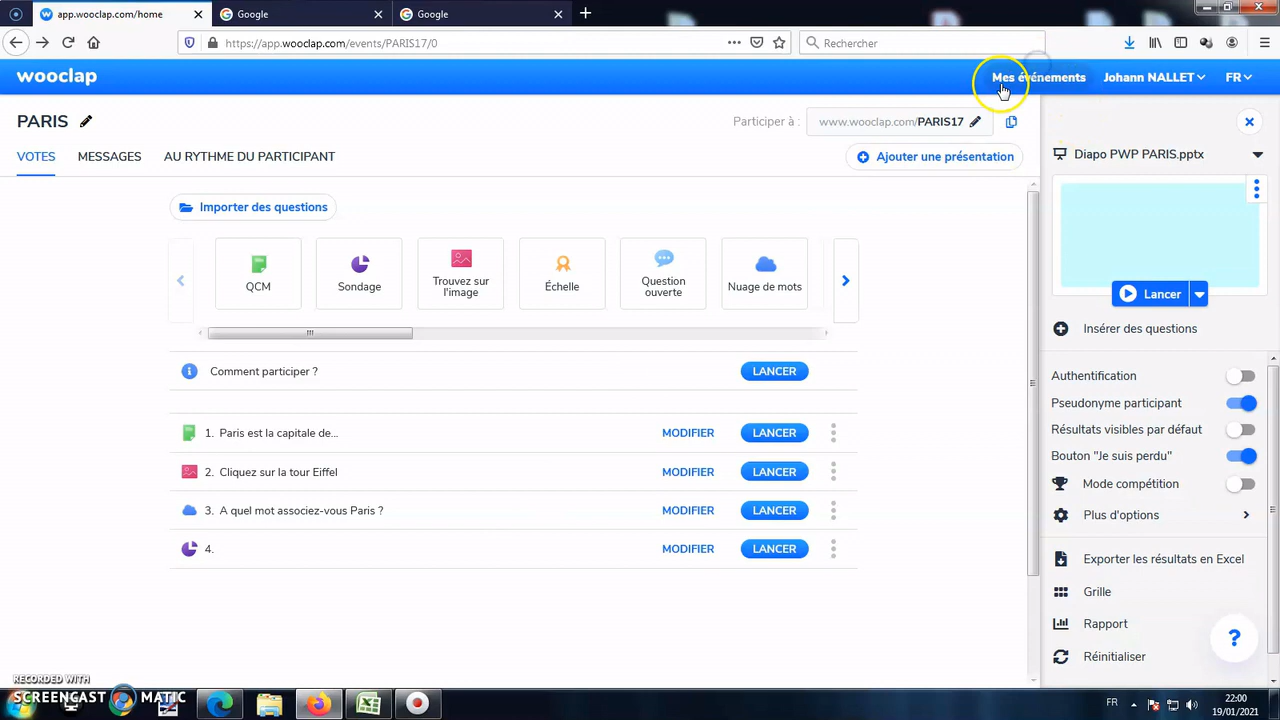 app.wooclap.com/home
Google
Google
https://app.wooclap.com/events/PARIS17/0
Rechercher
wooclap
Mes événements
Johann NALLET
FR
PARIS
Participer à :
www.wooclap.com/PARIS17
VOTES
MESSAGES
AU RYTHME DU PARTICIPANT
Ajouter une présentation
Diapo PWP PARIS.pptx
Importer des questions
QCM
Sondage
Trouvez sur
l'image
Échelle
Question
ouverte
Nuage de mots
Lancer
Insérer des questions
Comment participer ?
LANCER
1. Paris est la capitale de...
MODIFIER
LANCER
2. Cliquez sur la tour Eiffel
MODIFIER
LANCER
3. A quel mot associez-vous Paris ?
MODIFIER
LANCER
4.
MODIFIER
LANCER
Authentification
Pseudonyme participant
Résultats visibles par défaut
Bouton "Je suis perdu"
Mode compétition
Plus d'options
Exporter les résultats en Excel
Grille
Rapport
Réinitialiser
?
RECORDED WITH
SCREENCAST MATIC
FR
22:00
19/01/2021